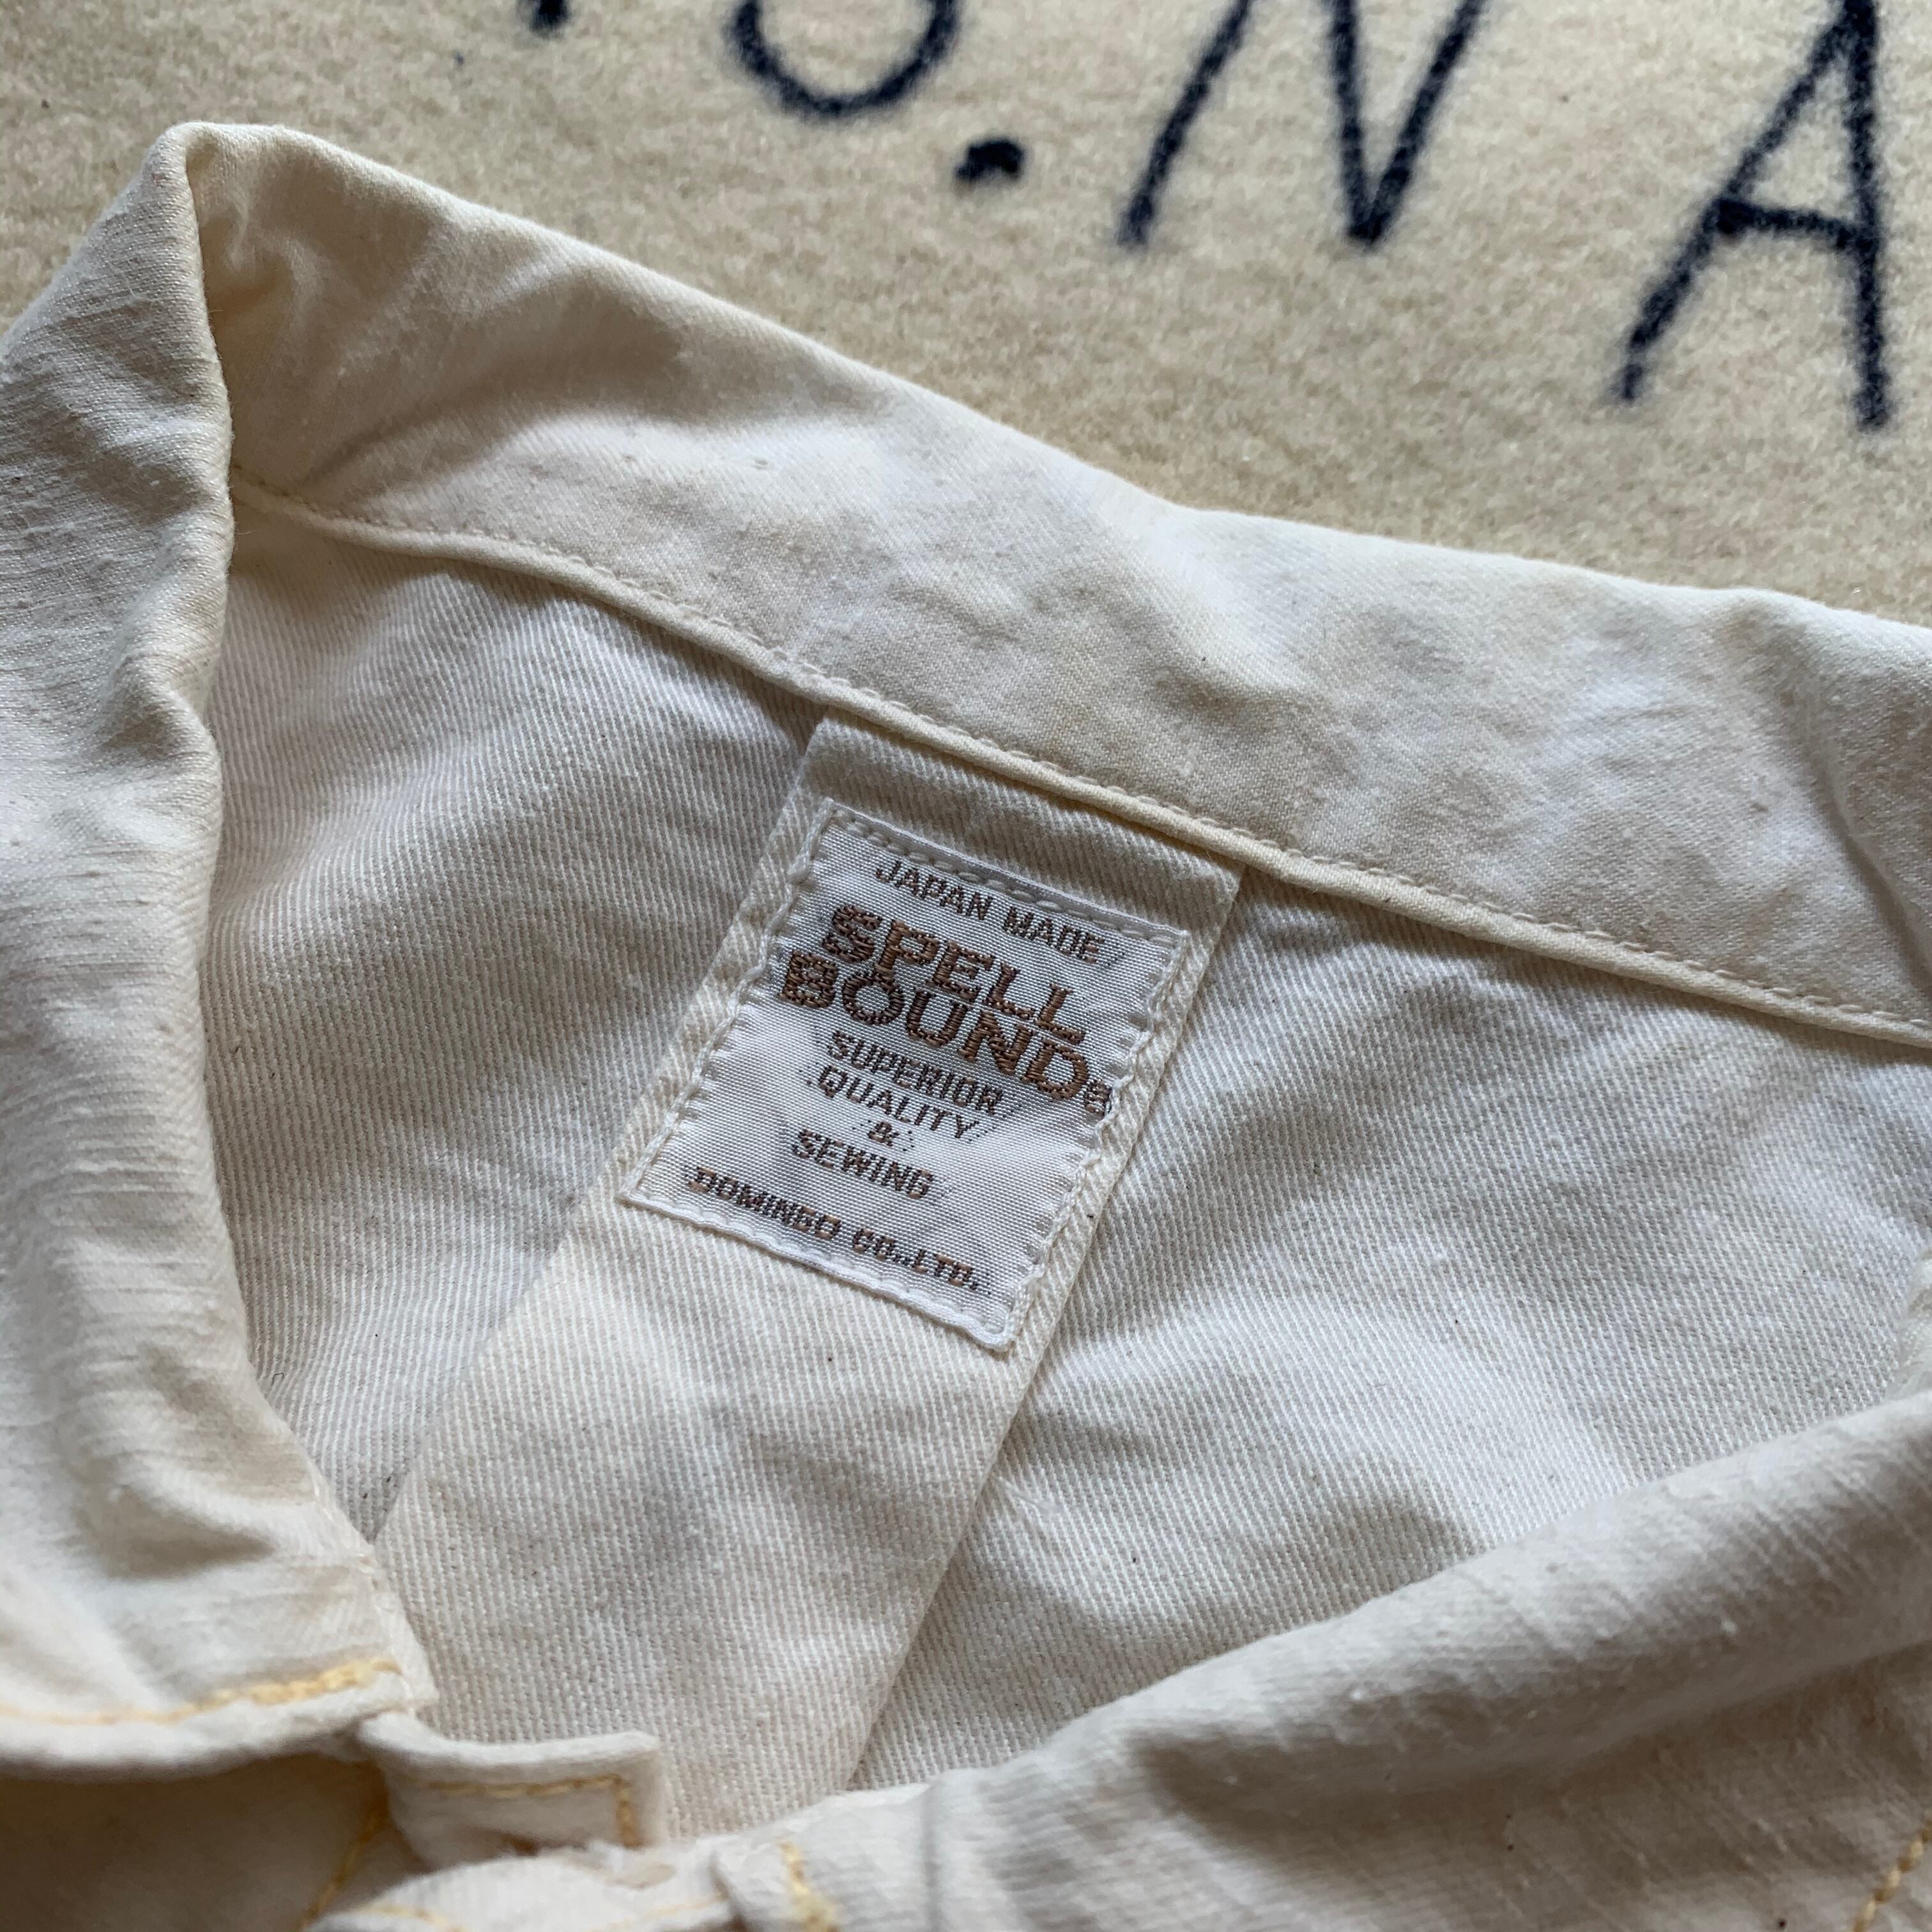 JAPAN MADE
SPELL
BOUND®
SUPERIOR
QUALITY
&
SEWING
DOMINGO CO.,LTD.